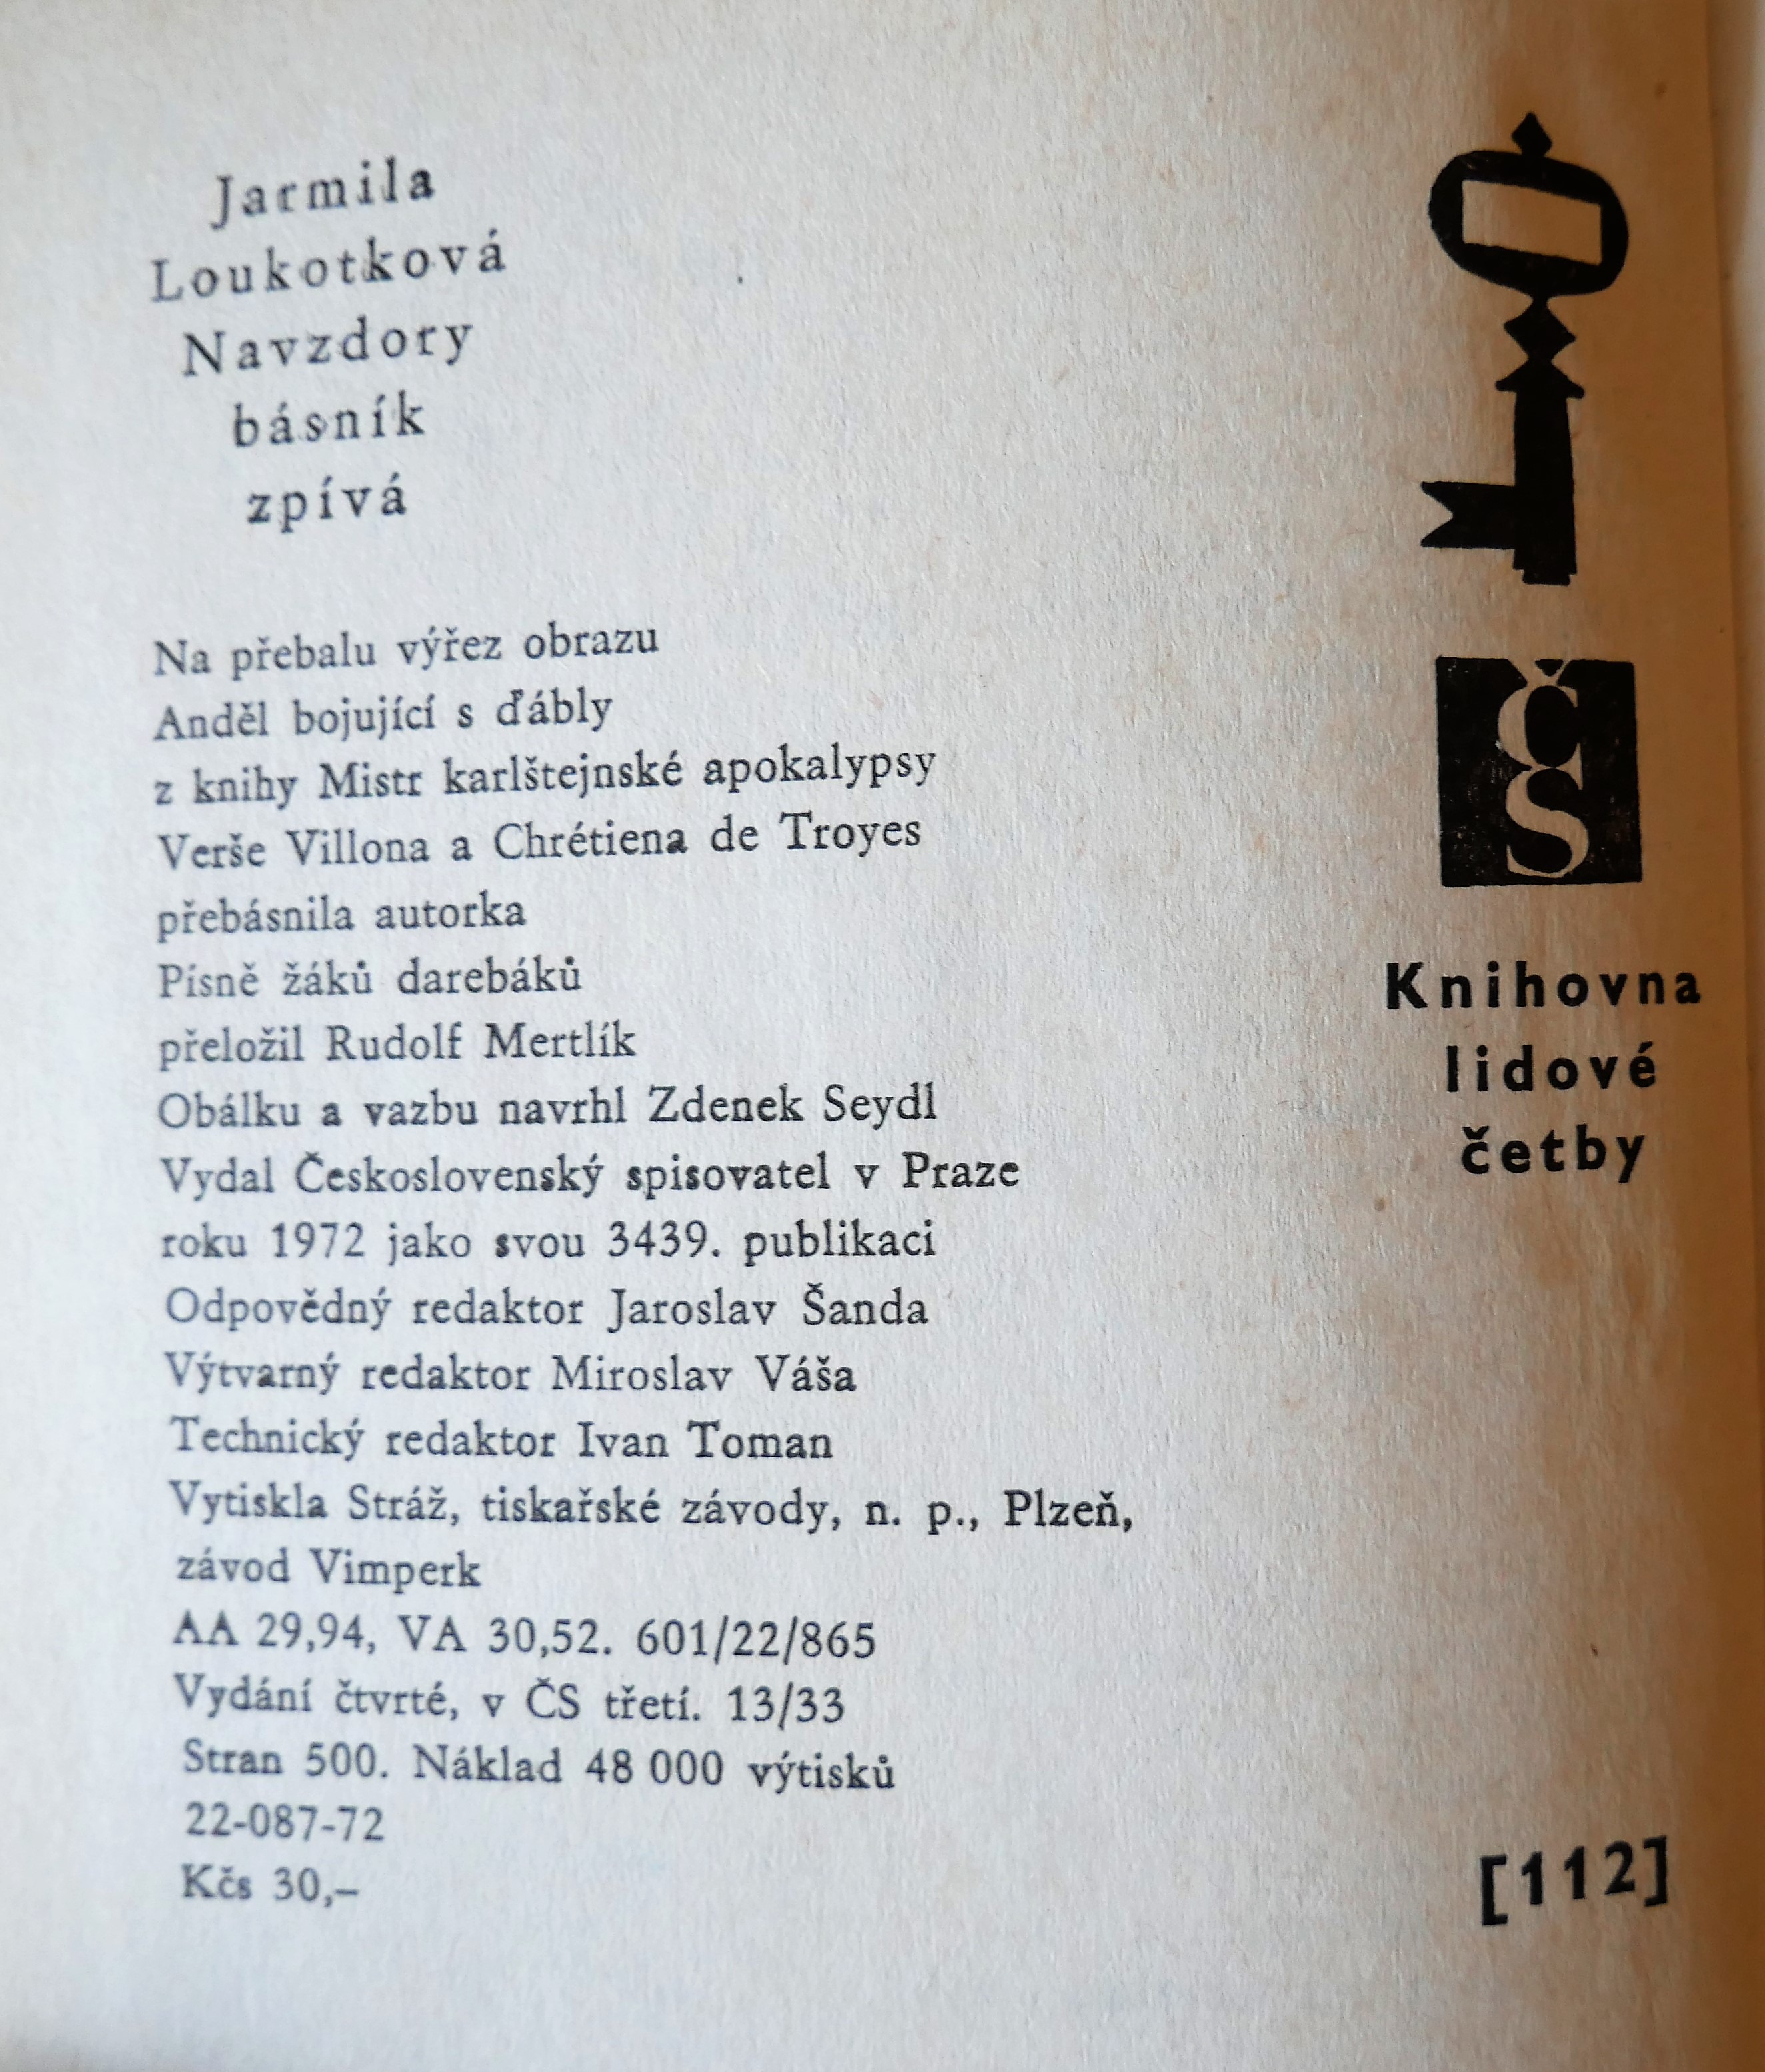 Jarmila
Loukotková
Navzdory
básník
zpívá
Na přebalu výřez obrazu
Anděl bojující s ďábly
z knihy Mistr karlštejnské apokalypsy
Verše Villona a Chrétiena de Troyes
přebásnila autorka
Písně žáků darebáků
přeložil Rudolf Mertlík
Obálku a vazbu navrhl Zdenek Seydl
Vydal Československý spisovatel v Praze
roku 1972 jako svou 3439. publikaci
Odpovědný redaktor Jaroslav Šanda
Výtvarný redaktor Miroslav Váša
Technický redaktor Ivan Toman
Vytiskla Stráž, tiskařské závody, n. p., Plzeň,
závod Vimperk
AA 29,94, VA 30,52. 601/22/865
Vydání čtvrté, v ČS třetí. 13/33
Stran 500. Náklad 48 000 výtisků
22-087-72
Kčs 30,–
ČS
Knihovna
lidové
četby
[112]